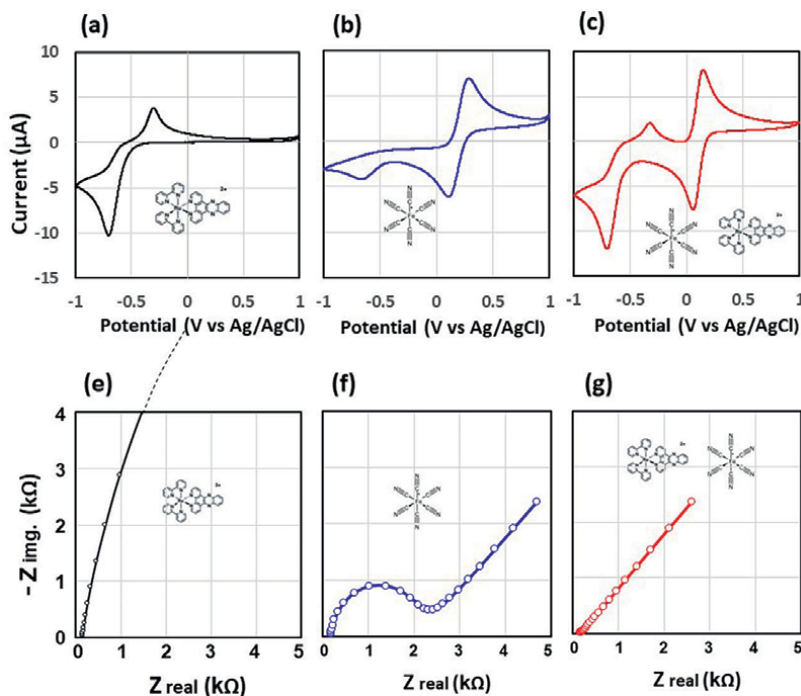 (a) (b) (c)
Current (µA)
10
5
0
-5
-10
-15
-1 -0.5 0 0.5 1
-1 -0.5 0 0.5 1
-1 -0.5 0 0.5 1
Potential (V vs Ag/AgCl) Potential (V vs Ag/AgCl) Potential (V vs Ag/AgCl)
(e) (f) (g)
- Z img. (kΩ)
4
3
2
1
0
0 1 2 3 4 5
0 1 2 3 4 5
0 1 2 3 4 5
Z real (kΩ) Z real (kΩ) Z real (kΩ)